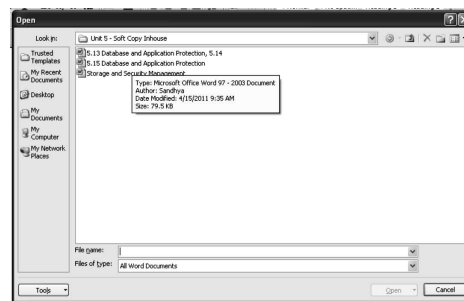 Open
Look in:
Unit 5 - Soft Copy Inhouse
Trusted Templates
My Recent Documents
Desktop
My Documents
My Computer
My Network Places
5.13 Database and Application Protection, 5.14
5.15 Database and Application Protection
Storage and Security Management
Type: Microsoft Office Word 97 - 2003 Document
Author: Sandhya
Date Modified: 4/15/2011 9:35 AM
Size: 79.5 KB
File name:
Files of type:
All Word Documents
Tools
Open
Cancel